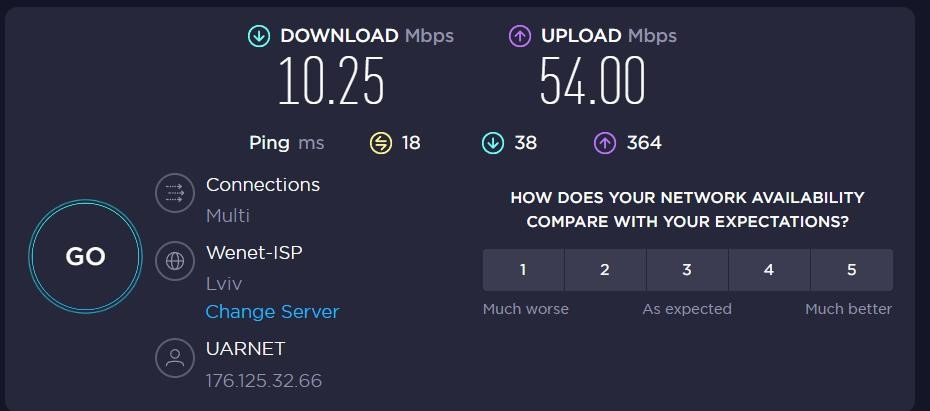 DOWNLOAD Mbps
10.25
UPLOAD Mbps
54.00
Ping ms 18 38 364
GO
Connections
Multi
Wenet-ISP
Lviv
Change Server
UARNET
176.125.32.66
HOW DOES YOUR NETWORK AVAILABILITY
COMPARE WITH YOUR EXPECTATIONS?
1 2 3 4 5
Much worse As expected Much better